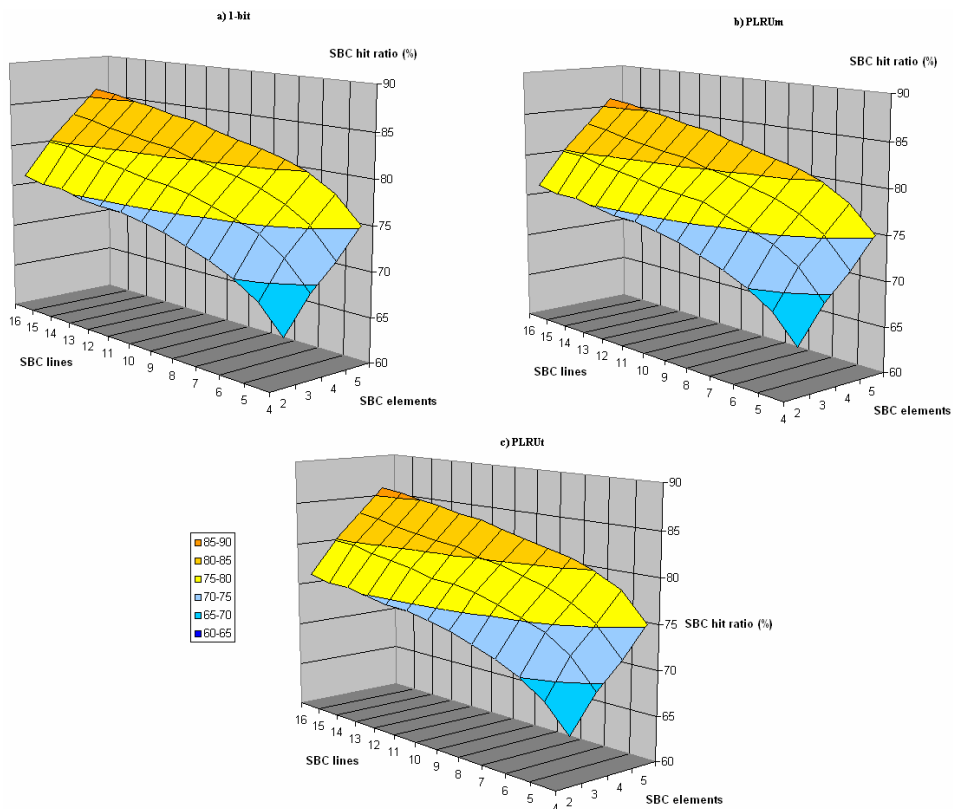 a) 1-bit
SBC hit ratio (%)
90
85
80
75
70
65
60
16 15 14 13 12 11 10 9 8 7 6 5 4
SBC lines
2 3 4 5
SBC elements
b) PLRUm
SBC hit ratio (%)
90
85
80
75
70
65
60
16 15 14 13 12 11 10 9 8 7 6 5 4
SBC lines
2 3 4 5
SBC elements
c) PLRUt
90
85
80
75
SBC hit ratio (%)
70
65
60
16 15 14 13 12 11 10 9 8 7 6 5 4
SBC lines
2 3 4 5
SBC elements
85-90
80-85
75-80
70-75
65-70
60-65